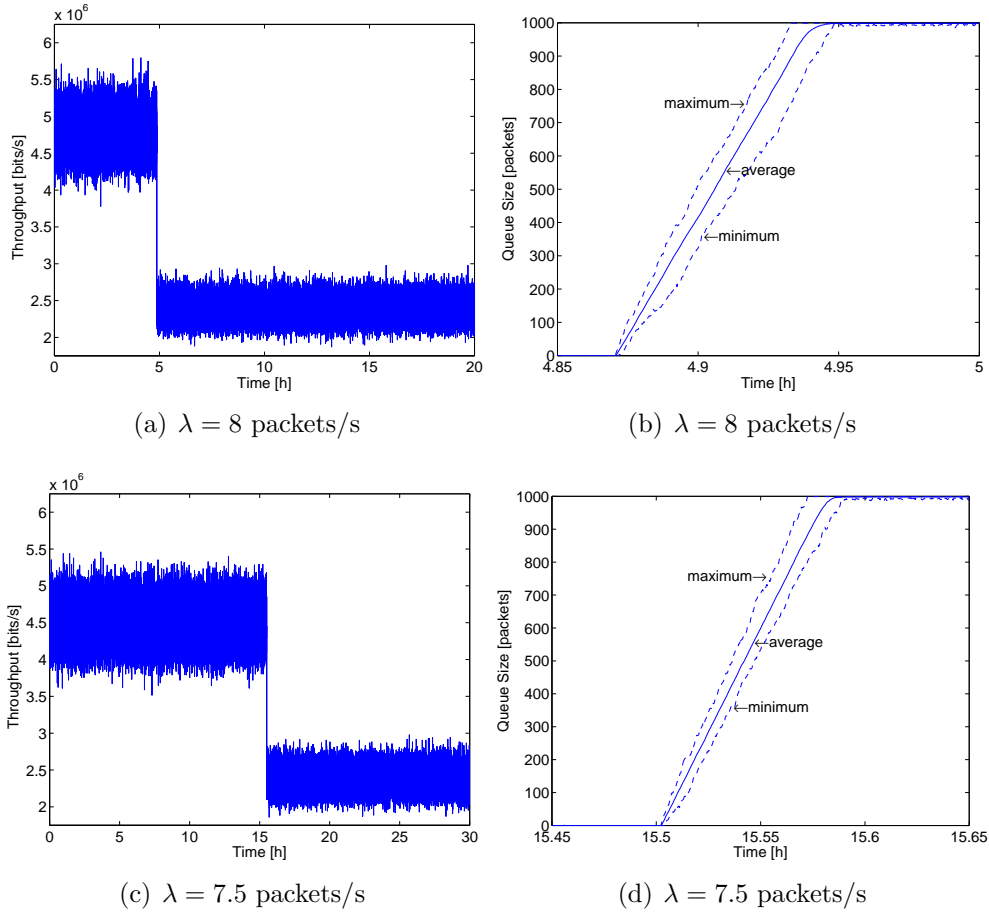 x 10^6
6
5.5
5
4.5
4
3.5
3
2.5
2
0 5 10 15 20
Throughput [bits/s]
Time [h]
(a) λ = 8 packets/s
1000
900
800
700
600
500
400
300
200
100
0
4.85 4.9 4.95 5
Queue Size [packets]
Time [h]
maximum→
←average
←minimum
(b) λ = 8 packets/s
x 10^6
6
5.5
5
4.5
4
3.5
3
2.5
2
0 5 10 15 20 25 30
Throughput [bits/s]
Time [h]
(c) λ = 7.5 packets/s
1000
900
800
700
600
500
400
300
200
100
0
15.45 15.5 15.55 15.6 15.65
Queue Size [packets]
Time [h]
maximum→
←average
←minimum
(d) λ = 7.5 packets/s